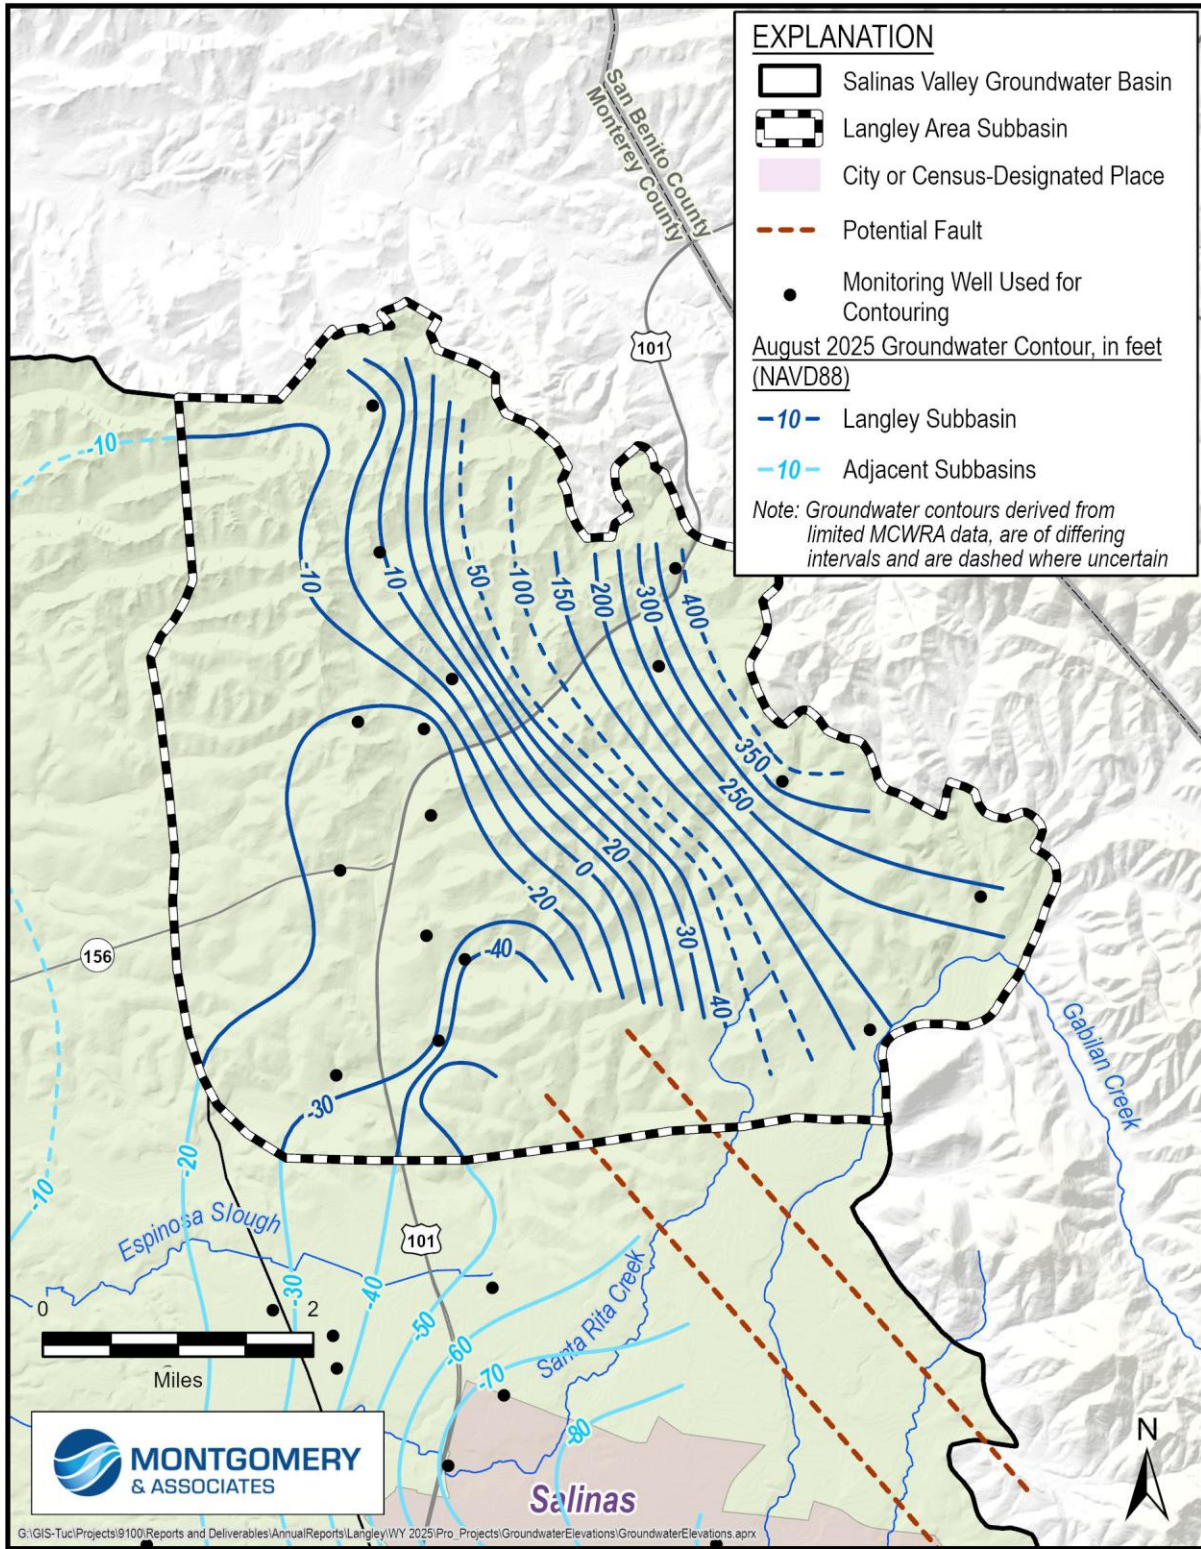 EXPLANATION
Salinas Valley Groundwater Basin
Langley Area Subbasin
City or Census-Designated Place
Potential Fault
Monitoring Well Used for
Contouring
August 2025 Groundwater Contour, in feet
(NAVD88)
-10 Langley Subbasin
-10 Adjacent Subbasins
Note: Groundwater contours derived from
limited MCWRA data, are of differing
intervals and are dashed where uncertain
San Benito County
Monterey County
101
-10
-10
10
50
100
150
200
300
400
350
250
20
0
-20
30
-40
40
156
Gabilan Creek
-30
-20
-10
Espinosa Slough
101
-30
-40
-50
-60
-70
-80
Santa Rita Creek
0 2
Miles
MONTGOMERY
& ASSOCIATES
Salinas
N
G:\GIS-Tuc\Projects\9100\Reports and Deliverables\AnnualReports\Langley\WY 2025\Pro_Projects\GroundwaterElevations\GroundwaterElevations.aprx